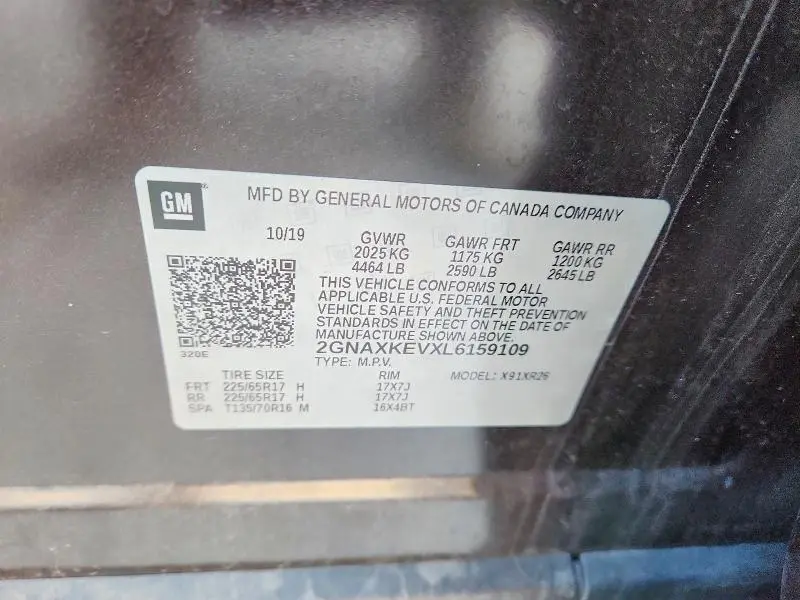 GM
MFD BY GENERAL MOTORS OF CANADA COMPANY
10/19 GVWR GAWR FRT GAWR RR
2025 KG 1175 KG 1200 KG
4464 LB 2590 LB 2645 LB
THIS VEHICLE CONFORMS TO ALL
APPLICABLE U.S. FEDERAL MOTOR
VEHICLE SAFETY AND THEFT PREVENTION
STANDARDS IN EFFECT ON THE DATE OF
MANUFACTURE SHOWN ABOVE.
320E 2GNAXKEVXL6159109
TYPE: M.P.V. MODEL: X91XR26
TIRE SIZE RIM
FRT 225/65R17 H 17X7J
RR 225/65R17 H 17X7J
SPA T135/70R16 M 16X4BT